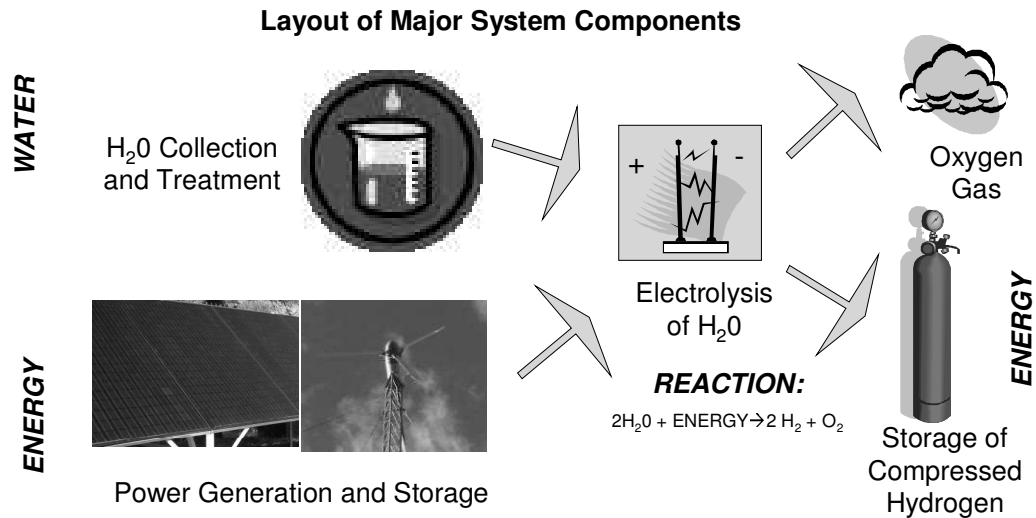 Layout of Major System Components
WATER
H₂0 Collection
and Treatment
+
-
Oxygen
Gas
Electrolysis
of H₂0
REACTION:
2H₂0 + ENERGY→2 H₂ + O₂
ENERGY
Power Generation and Storage
ENERGY
Storage of
Compressed
Hydrogen